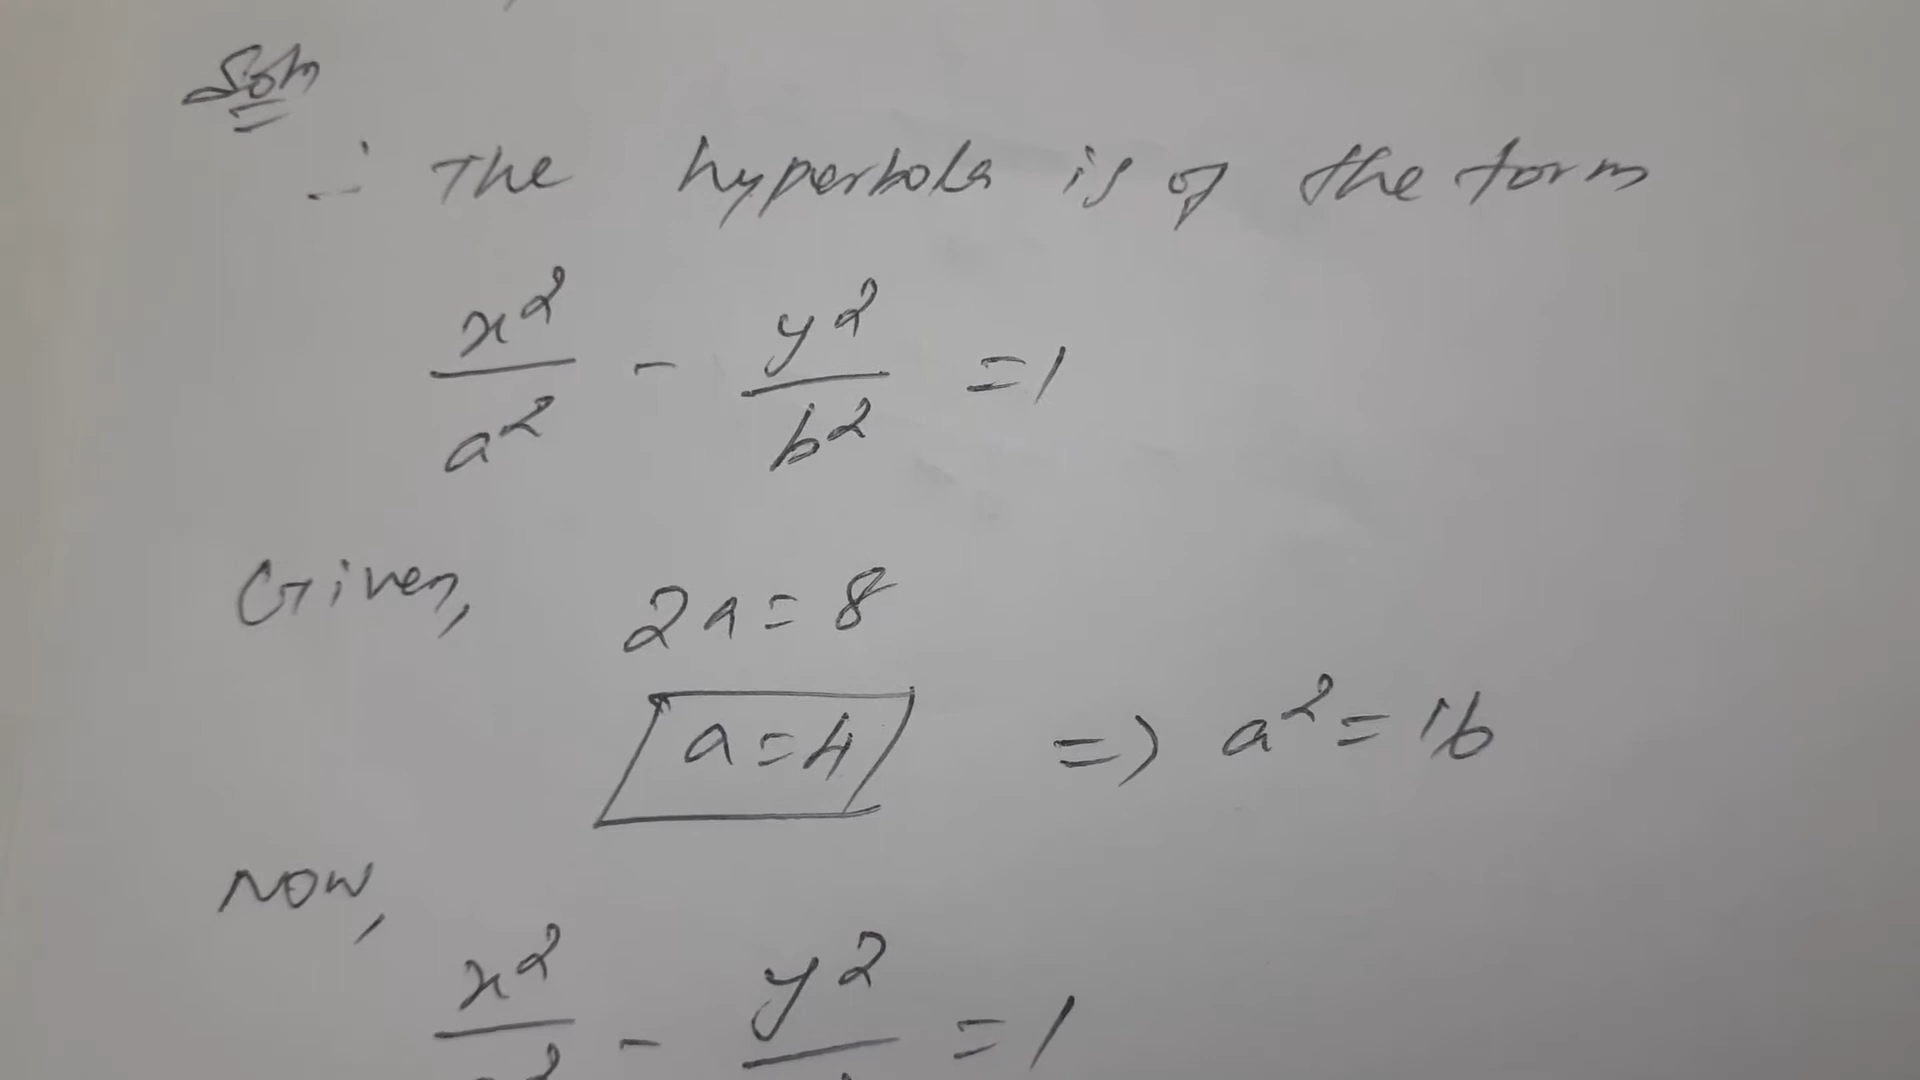 Soln
∴ The hyperbola is of the form
x²/a² - y²/b² = 1
Given, 2a = 8
a = 4 => a² = 16
Now,
x²/a² - y² = 1